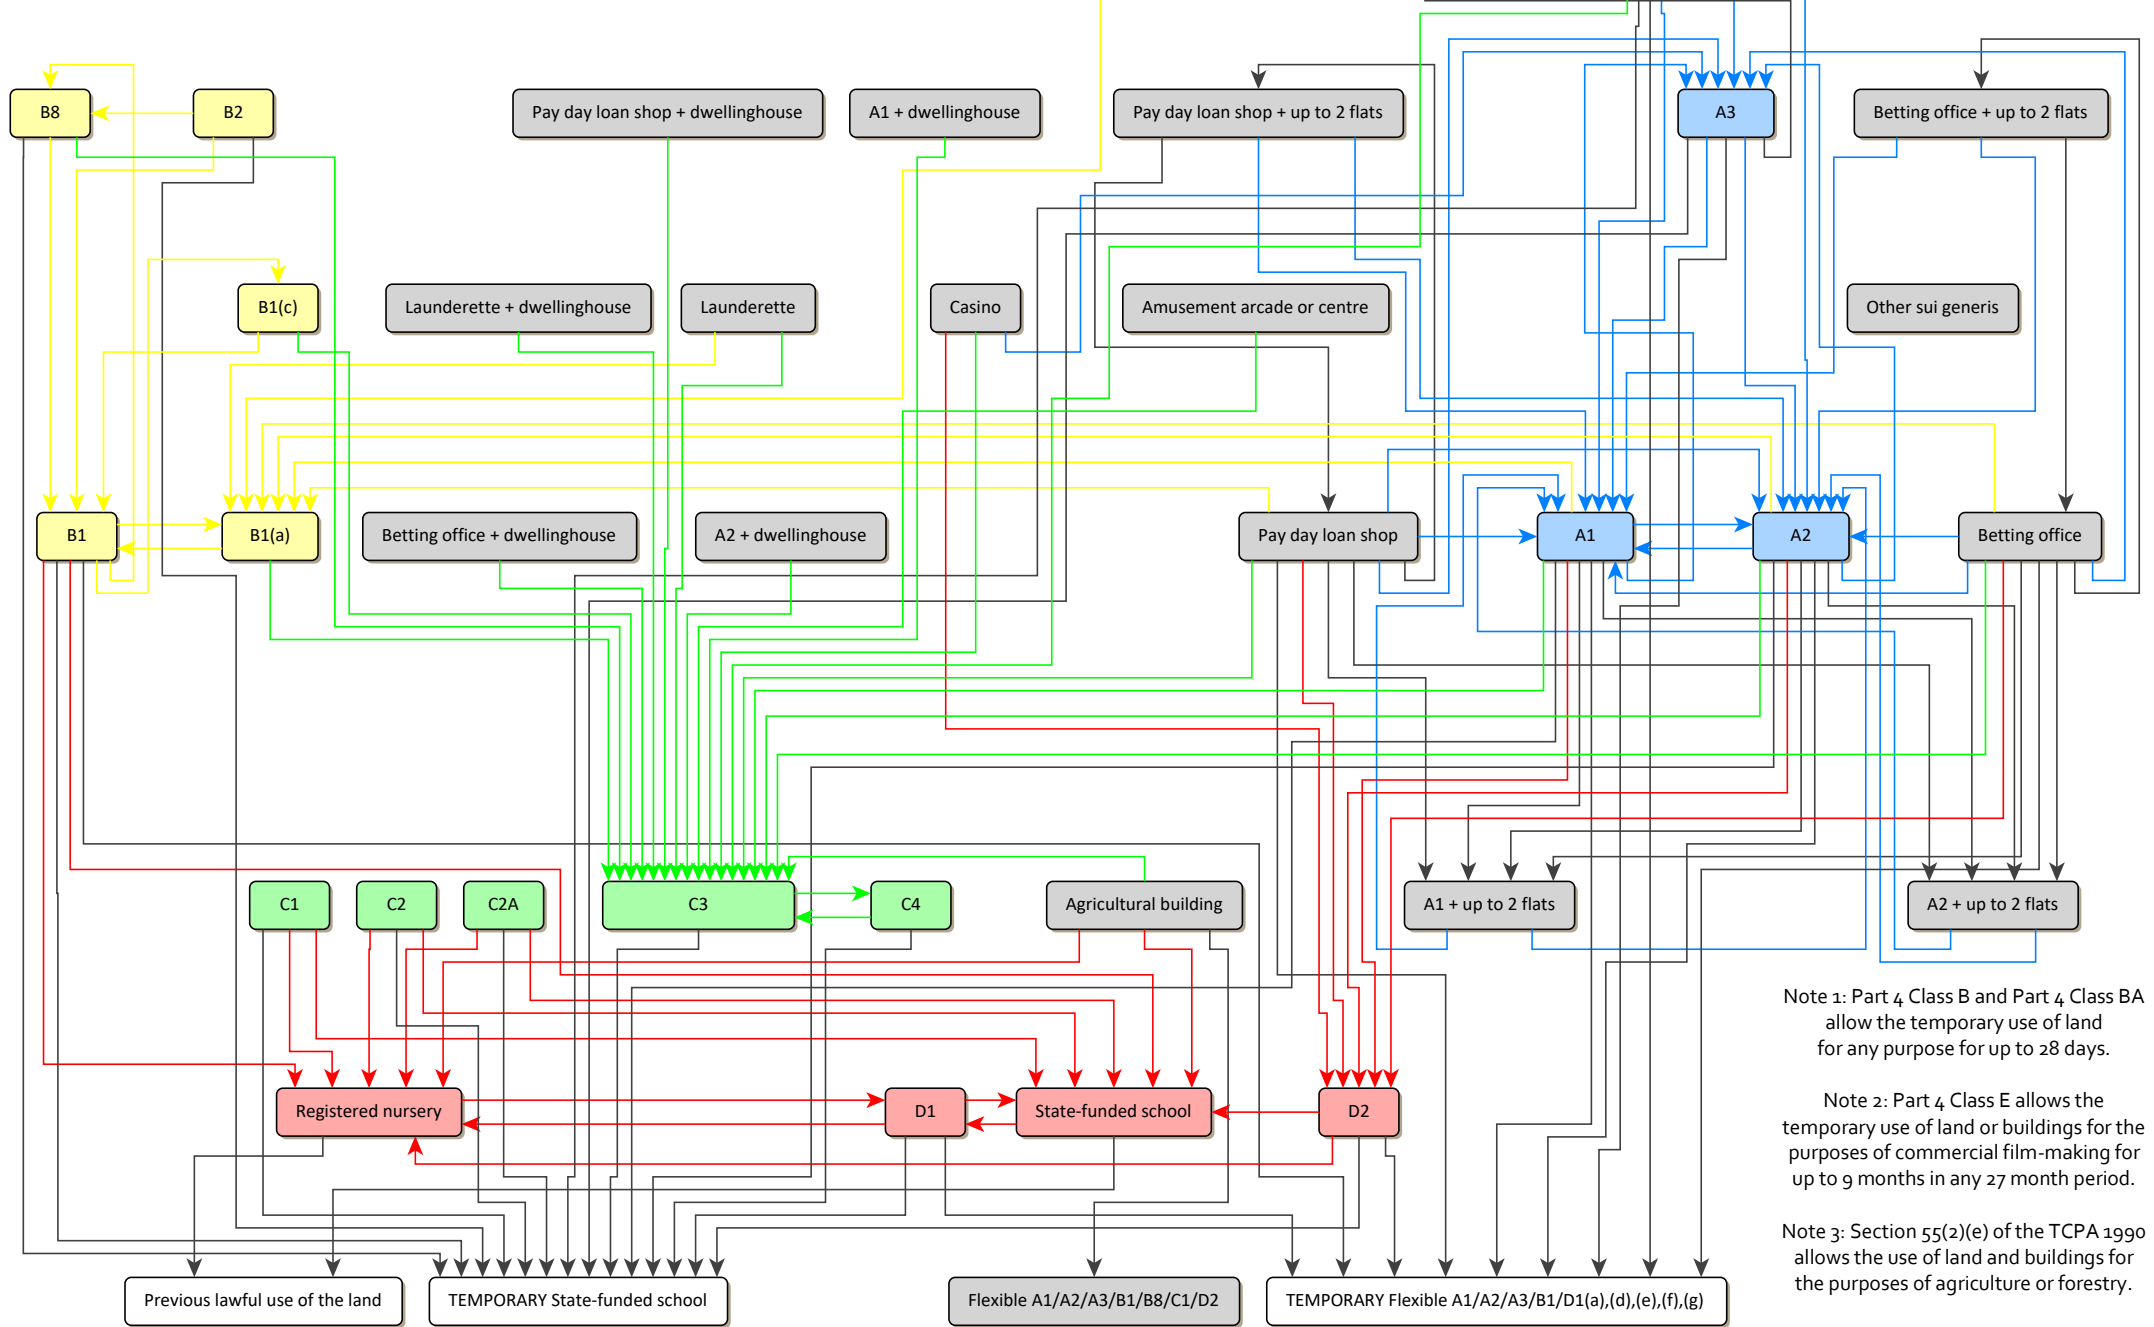 B8
B2
Pay day loan shop + dwellinghouse
A1 + dwellinghouse
Pay day loan shop + up to 2 flats
A3
Betting office + up to 2 flats
B1(c)
Launderette + dwellinghouse
Launderette
Casino
Amusement arcade or centre
Other sui generis
B1
B1(a)
Betting office + dwellinghouse
A2 + dwellinghouse
Pay day loan shop
A1
A2
Betting office
C1
C2
C2A
C3
C4
Agricultural building
A1 + up to 2 flats
A2 + up to 2 flats
Note 1: Part 4 Class B and Part 4 Class BA
allow the temporary use of land
for any purpose for up to 28 days.
Registered nursery
D1
State-funded school
D2
Note 2: Part 4 Class E allows the
temporary use of land or buildings for the
purposes of commercial film-making for
up to 9 months in any 27 month period.
Note 3: Section 55(2)(e) of the TCPA 1990
allows the use of land and buildings for
the purposes of agriculture or forestry.
Previous lawful use of the land
TEMPORARY State-funded school
Flexible A1/A2/A3/B1/B8/C1/D2
TEMPORARY Flexible A1/A2/A3/B1/D1(a),(d),(e),(f),(g)